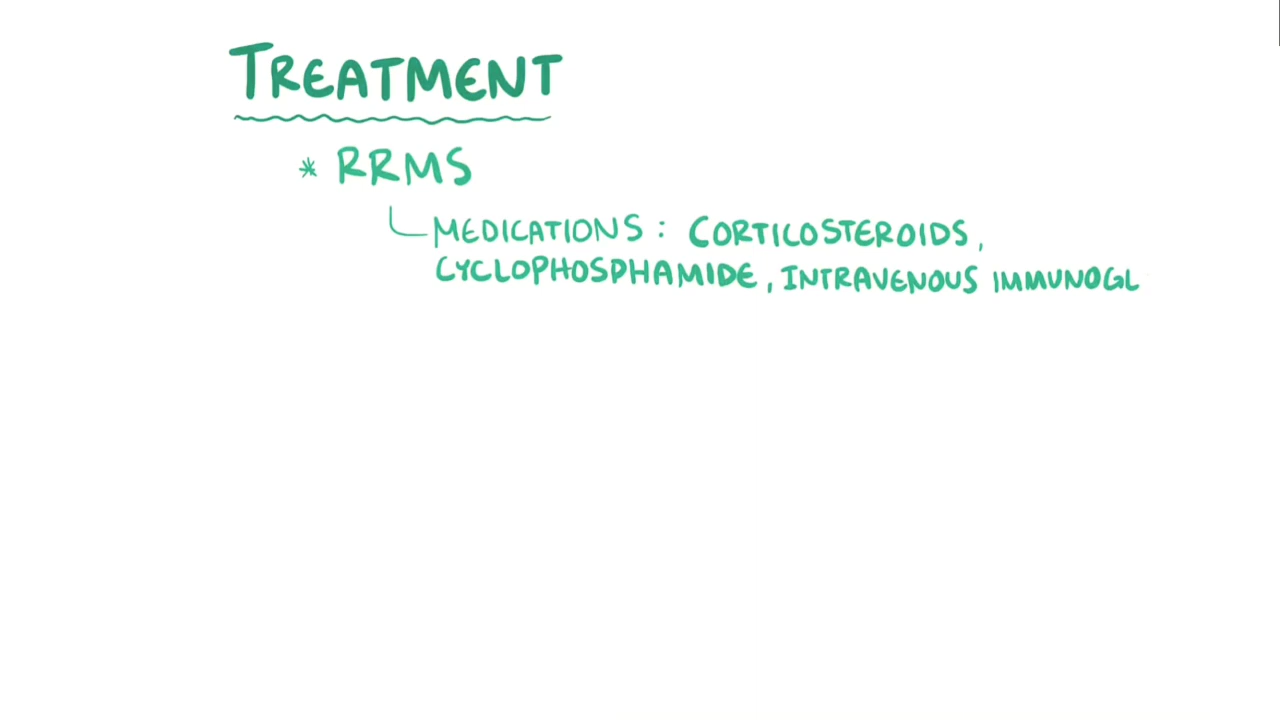 TREATMENT
* RRMS
MEDICATIONS: CORTICOSTEROIDS,
CYCLOPHOSPHAMIDE, INTRAVENOUS IMMUNOGL